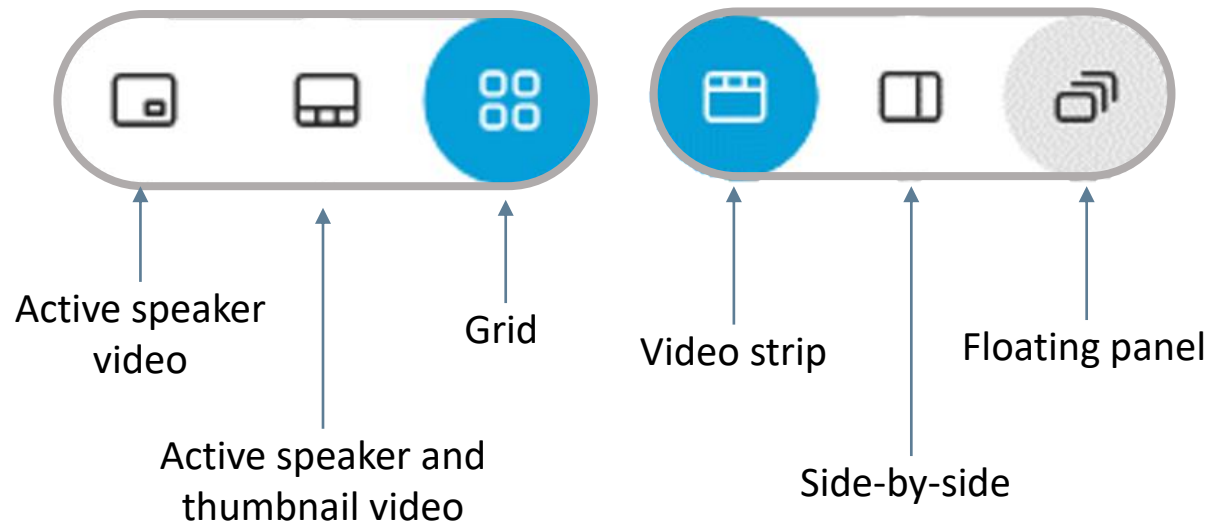 Active speaker
video
Active speaker and
thumbnail video
Grid
Video strip
Side-by-side
Floating panel